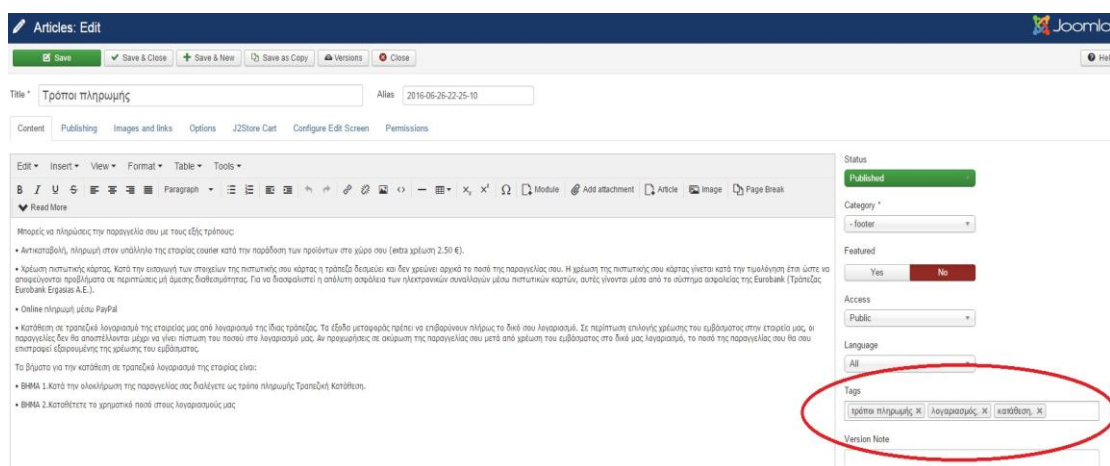 Articles: Edit
Joomla
Save Save & Close Save & New Save as Copy Versions Close Hel
Title * Τρόποι πληρωμής Alias 2016-06-26-22-25-10
Content Publishing Images and links Options J2Store Cart Configure Edit Screen Permissions
Edit Insert View Format Table Tools
B I U S Paragraph Ω Module Add attachment Article Image Page Break
Read More
Μπορείς να πληρώσεις την παραγγελία σου με τους εξής τρόπους:
• Αντικαταβολή, πληρωμή στον υπάλληλο της εταιρίας courier κατά την παράδοση των προϊόντων στο χώρο σου (extra χρέωση 2.50 €).
• Χρέωση πιστωτικής κάρτας. Κατά την εισαγωγή των στοιχείων της πιστωτικής σου κάρτας η τράπεζα δεσμεύει και δεν χρεώνει αρχικά το ποσό της παραγγελίας σου. Η χρέωση της πιστωτικής σου κάρτας γίνεται κατά την τιμολόγηση έτσι ώστε να
αποφεύγονται προβλήματα σε περιπτώσεις μή άμεσης διαθεσιμότητας. Για να διασφαλιστεί η απόλυτη ασφάλεια των ηλεκτρονικών συναλλαγών μέσω πιστωτικών καρτών, αυτές γίνονται μέσα από το σύστημα ασφαλείας της Eurobank (Τράπεζας
Eurobank Ergasias A.E.).
• Online πληρωμή μέσω PayPal
• Κατάθεση σε τραπεζικό λογαριασμό της εταιρείας μας από λογαριασμό της ίδιας τράπεζας. Τα έξοδα μεταφοράς πρέπει να επιβαρύνουν πλήρως το δικό σου λογαριασμό. Σε περίπτωση επιλογής χρέωσης του εμβάσματος στην εταιρεία μας, οι
παραγγελίες δεν θα αποστέλλονται μέχρι να γίνει πίστωση του ποσού στο λογαριασμό μας. Αν προχωρήσεις σε ακύρωση της παραγγελίας σου μετά από χρέωση του εμβάσματος στο δικό μας λογαριασμό, το ποσό της παραγγελίας σου θα σου
επιστραφεί εξαιρουμένης της χρέωσης του εμβάσματος.
Τα βήματα για την κατάθεση σε τραπεζικό λογαριασμό της εταιρίας είναι:
• ΒΗΜΑ 1.Κατά την ολοκλήρωση της παραγγελίας σας διαλέγετε ως τρόπο πληρωμής Τραπεζική Κατάθεση.
• ΒΗΜΑ 2.Καταθέτετε το χρηματικό ποσό στους λογαριασμούς μας
Status
Published
Category *
- footer
Featured
Yes No
Access
Public
Language
All
Tags
τρόποι πληρωμής × λογαριασμός, × κατάθεση, ×
Version Note